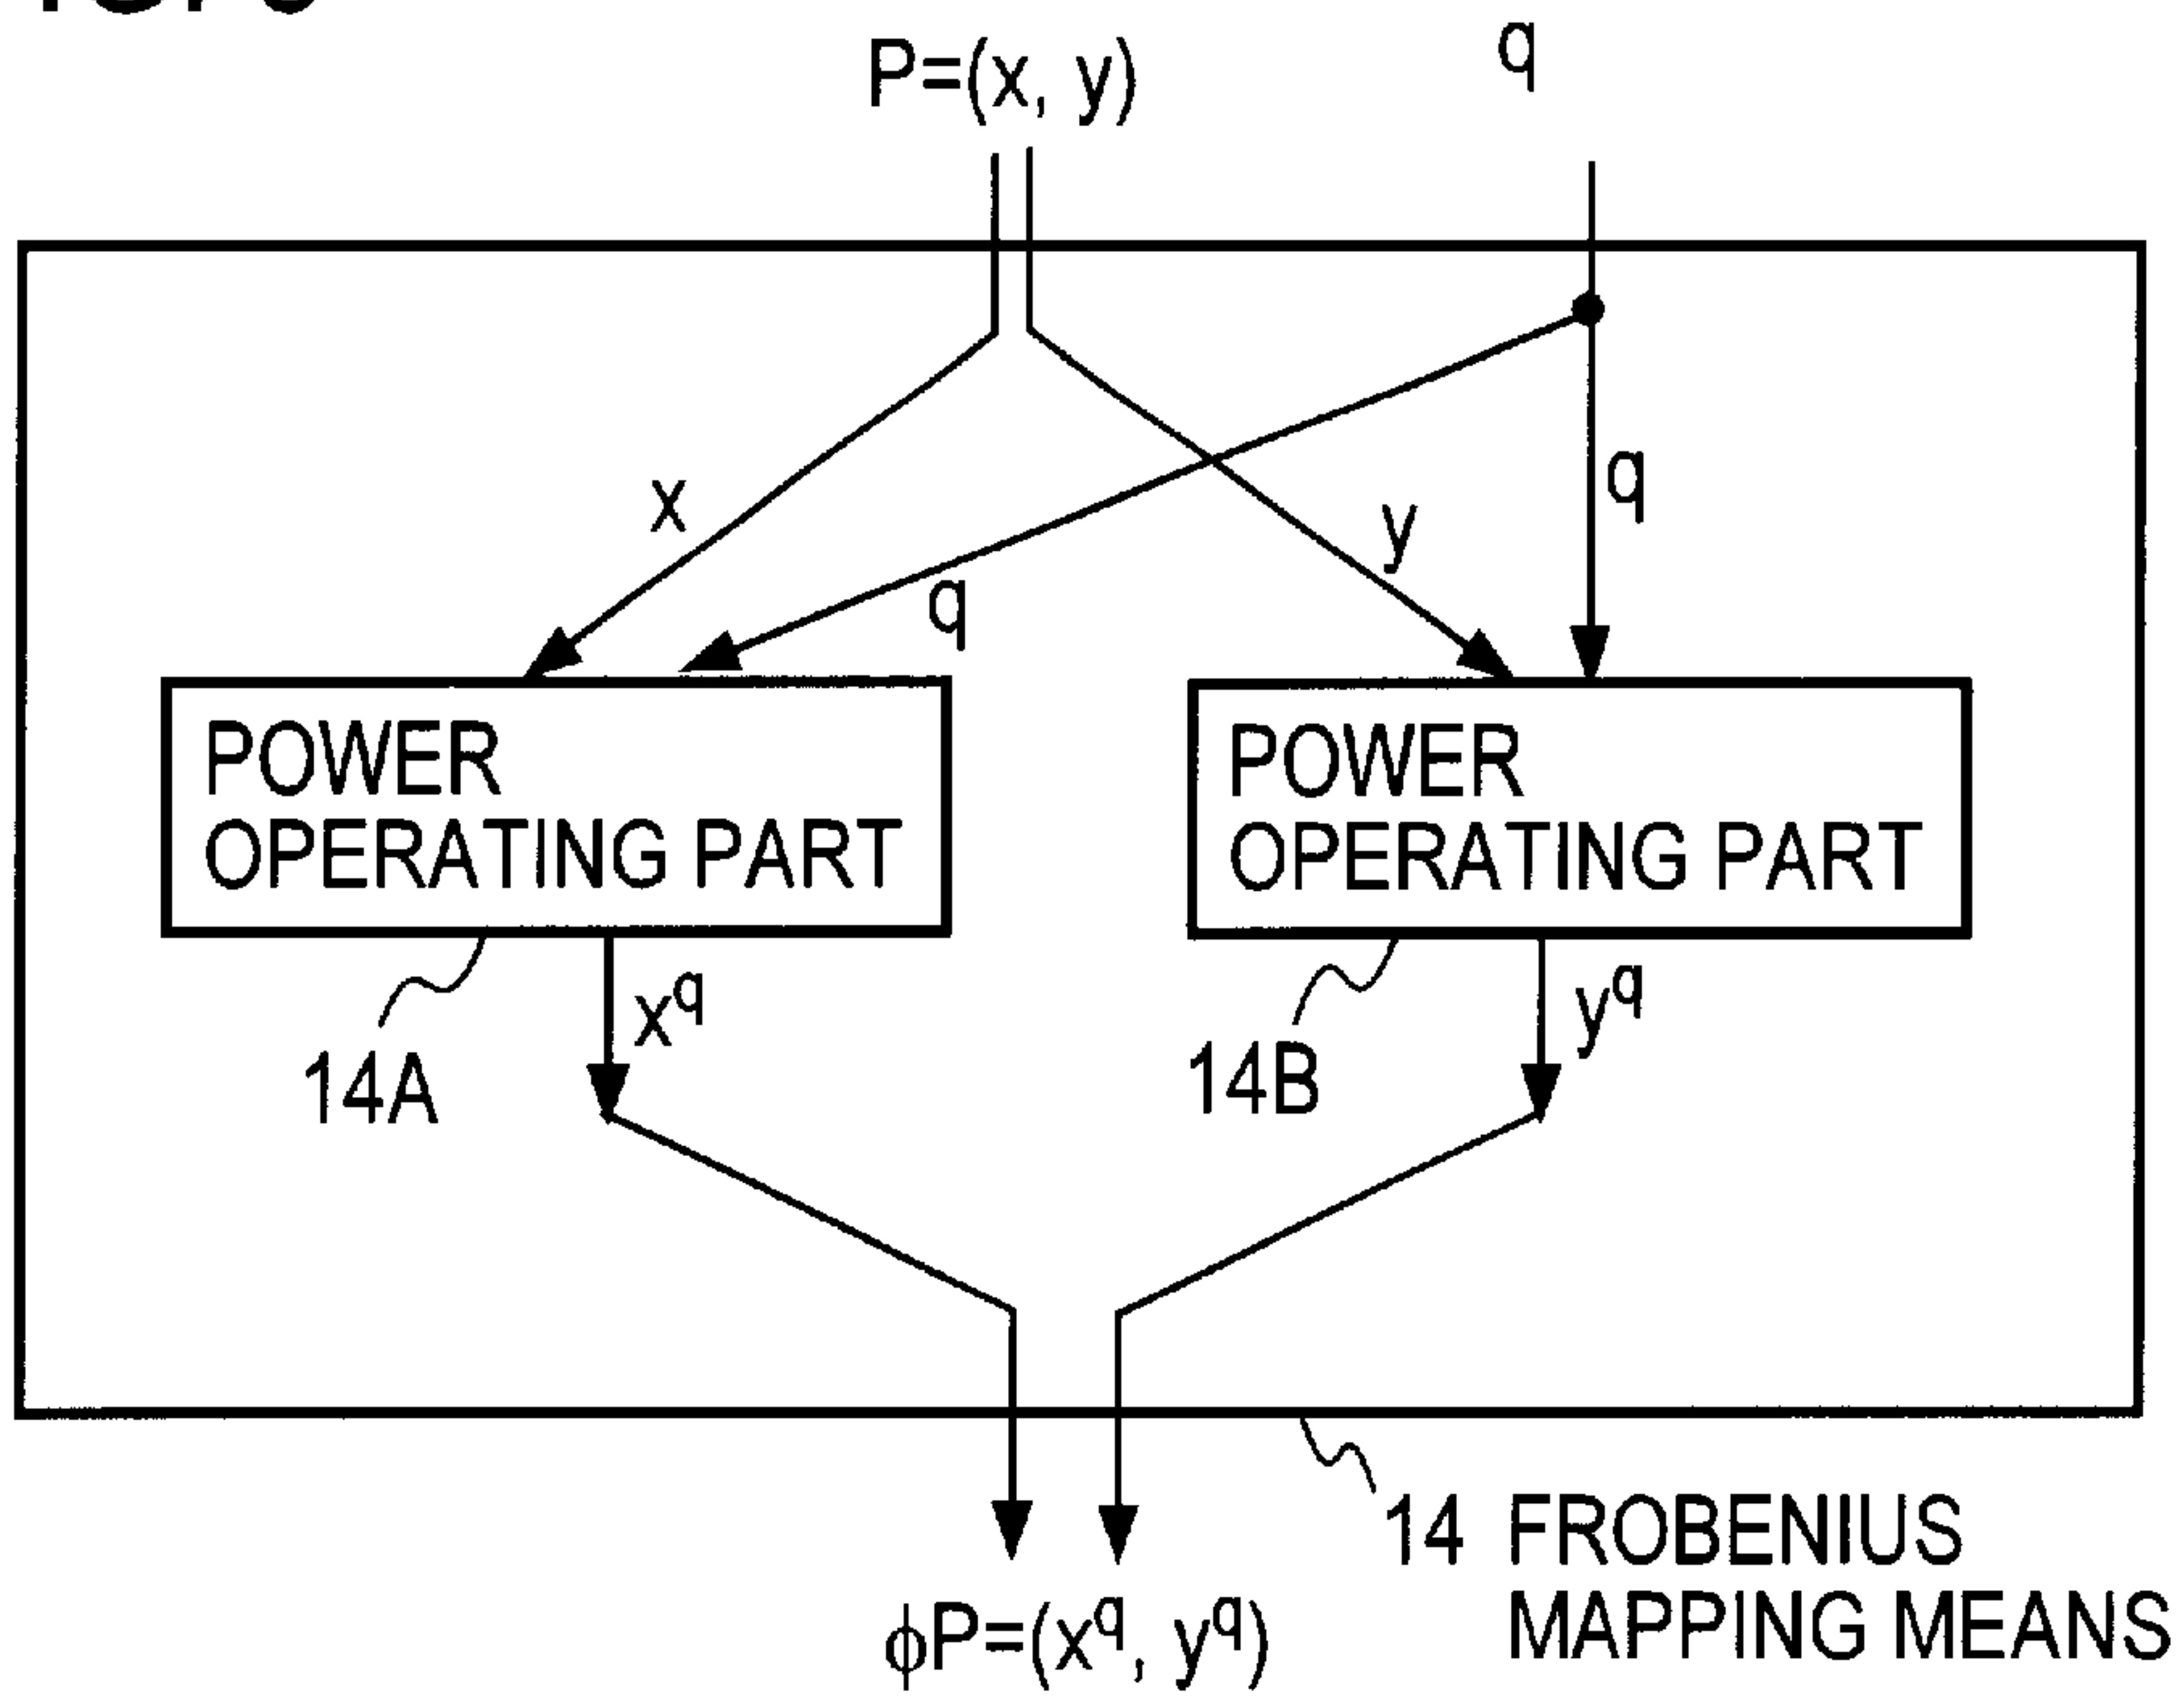 P=(x, y)
q
x
y
q
q
POWER
OPERATING PART
POWER
OPERATING PART
x^q
y^q
14A
14B
14 FROBENIUS
MAPPING MEANS
ϕP=(x^q, y^q)